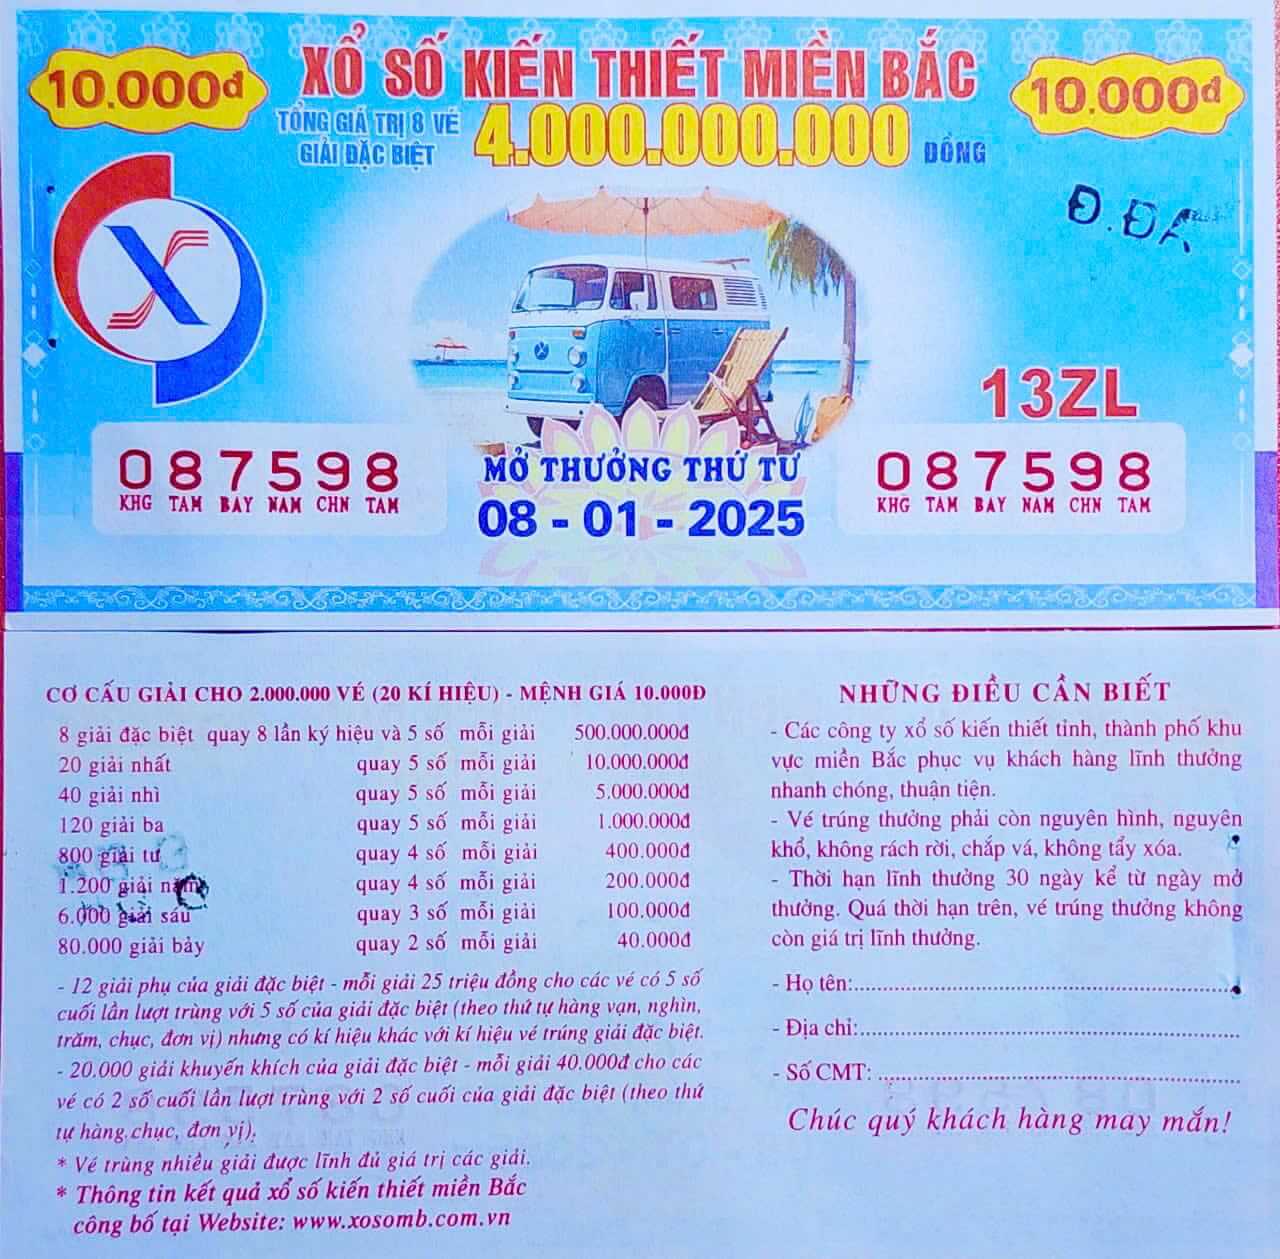 10.000đ
XỔ SỐ KIẾN THIẾT MIỀN BẮC
10.000đ
TỔNG GIÁ TRỊ 8 VÉ
GIẢI ĐẶC BIỆT
4.000.000.000 ĐỒNG
Đ.ĐA
13ZL
087598
KHG TAM BAY NAM CHN TAM
MỞ THƯỞNG THỨ TƯ
08 - 01 - 2025
087598
KHG TAM BAY NAM CHN TAM
CƠ CẤU GIẢI CHO 2.000.000 VÉ (20 KÍ HIỆU) - MỆNH GIÁ 10.000Đ
8 giải đặc biệt quay 8 lần ký hiệu và 5 số mỗi giải 500.000.000đ
20 giải nhất quay 5 số mỗi giải 10.000.000đ
40 giải nhì quay 5 số mỗi giải 5.000.000đ
120 giải ba quay 5 số mỗi giải 1.000.000đ
800 giải tư quay 4 số mỗi giải 400.000đ
1.200 giải năm quay 4 số mỗi giải 200.000đ
6.000 giải sáu quay 3 số mỗi giải 100.000đ
80.000 giải bảy quay 2 số mỗi giải 40.000đ
- 12 giải phụ của giải đặc biệt - mỗi giải 25 triệu đồng cho các vé có 5 số
cuối lần lượt trùng với 5 số của giải đặc biệt (theo thứ tự hàng vạn, nghìn,
trăm, chục, đơn vị) nhưng có kí hiệu khác với kí hiệu vé trúng giải đặc biệt.
- 20.000 giải khuyến khích của giải đặc biệt - mỗi giải 40.000đ cho các
vé có 2 số cuối lần lượt trùng với 2 số cuối của giải đặc biệt (theo thứ
tự hàng chục, đơn vị).
* Vé trùng nhiều giải được lĩnh đủ giá trị các giải.
* Thông tin kết quả xổ số kiến thiết miền Bắc
công bố tại Website: www.xosomb.com.vn
NHỮNG ĐIỀU CẦN BIẾT
- Các công ty xổ số kiến thiết tỉnh, thành phố khu
vực miền Bắc phục vụ khách hàng lĩnh thưởng
nhanh chóng, thuận tiện.
- Vé trúng thưởng phải còn nguyên hình, nguyên
khổ, không rách rời, chắp vá, không tẩy xóa.
- Thời hạn lĩnh thưởng 30 ngày kể từ ngày mở
thưởng. Quá thời hạn trên, vé trúng thưởng không
còn giá trị lĩnh thưởng.
- Họ tên:
- Địa chỉ:
- Số CMT:
Chúc quý khách hàng may mắn!